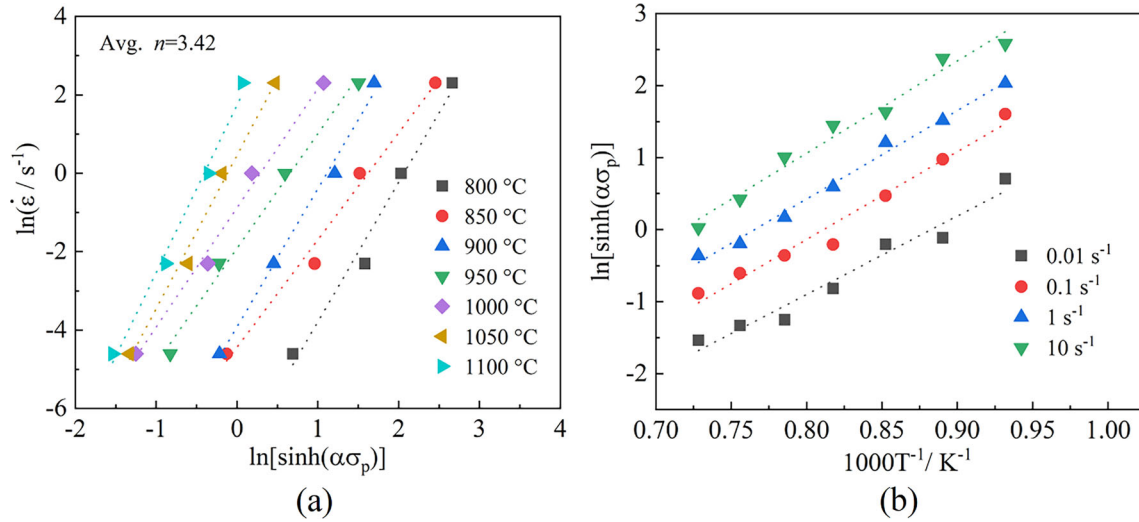 4
2
0
-2
-4
-6
Avg. n=3.42
ln(ε̇ / s⁻¹)
800 °C
850 °C
900 °C
950 °C
1000 °C
1050 °C
1100 °C
-2 -1 0 1 2 3 4
ln[sinh(ασₚ)]
(a)
3
2
1
0
-1
-2
ln[sinh(ασₚ)]
0.01 s⁻¹
0.1 s⁻¹
1 s⁻¹
10 s⁻¹
0.70 0.75 0.80 0.85 0.90 0.95 1.00
1000T⁻¹/ K⁻¹
(b)